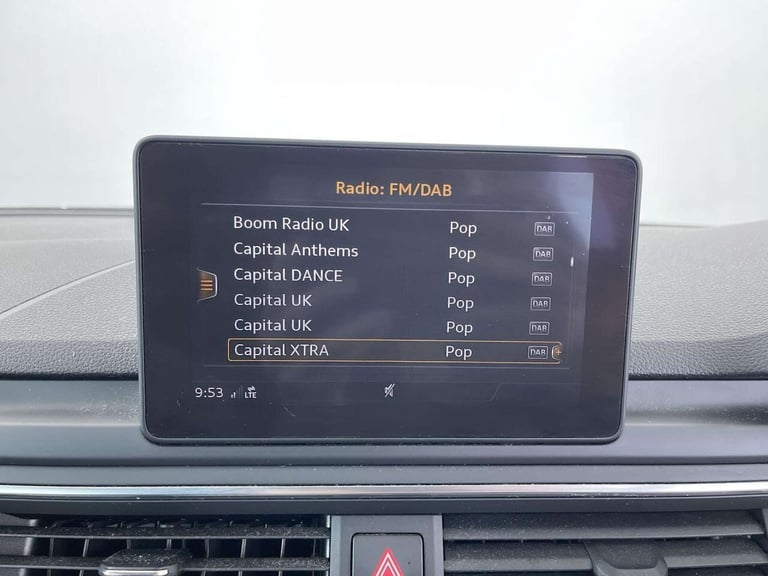 Radio: FM/DAB
Boom Radio UK Pop DAB
Capital Anthems Pop DAB
Capital DANCE Pop DAB
Capital UK Pop DAB
Capital UK Pop DAB
Capital XTRA Pop DAB
9:53 LTE